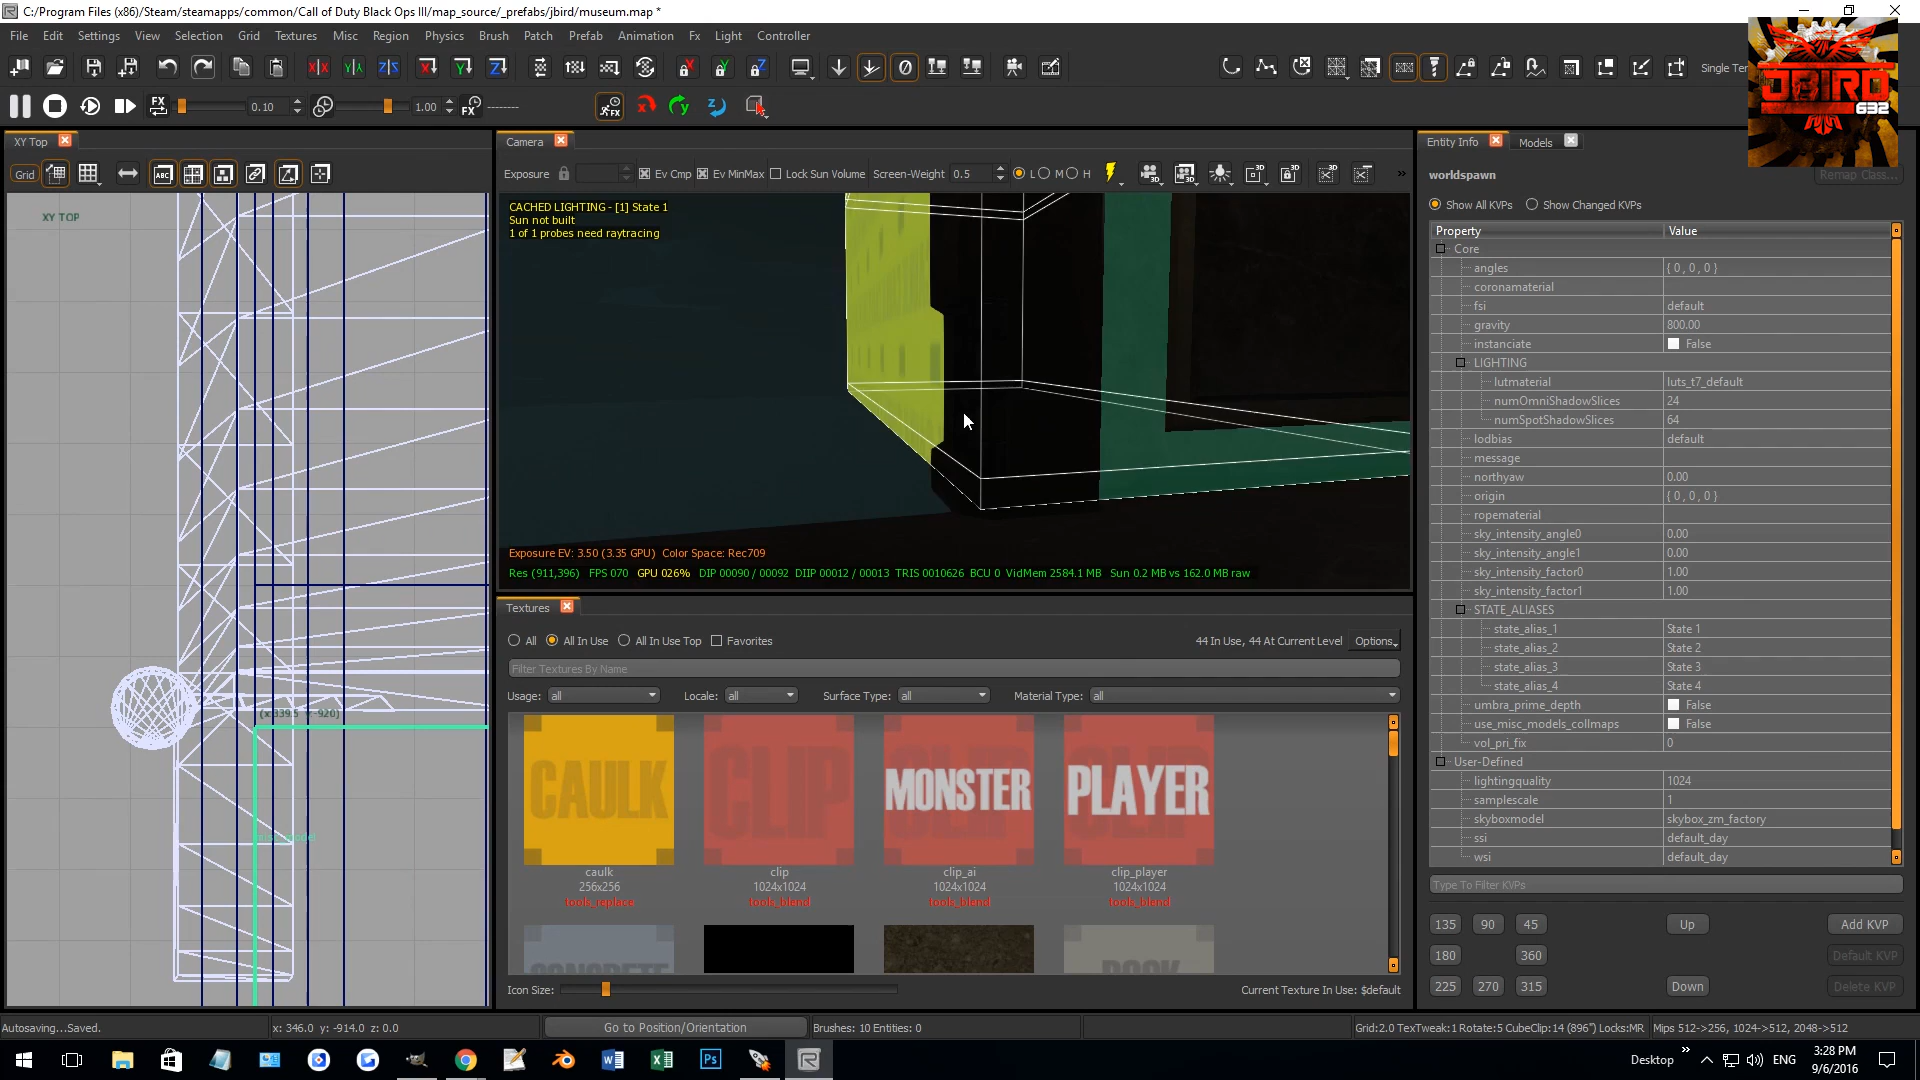 C:/Program Files (x86)/Steam/steamapps/common/Call of Duty Black Ops III/map_source/_prefabs/jbird/museum.map *
File Edit Settings View Selection Grid Textures Misc Region Physics Brush Patch Prefab Animation Fx Light Controller
Single Ter
JBIRD
632
FX 0.10 1.00 FX --------
XY Top
Camera
Entity Info Models
Grid
Exposure Ev Cmp Ev MinMax Lock Sun Volume Screen-Weight 0.5 L M H
worldspawn Remap Class...
Show All KVPs Show Changed KVPs
XY TOP
CACHED LIGHTING - [1] State 1
Sun not built
1 of 1 probes need raytracing
Property Value
Core
angles { 0 , 0 , 0 }
coronamaterial
fsi default
gravity 800.00
instanciate False
LIGHTING
lutmaterial luts_t7_default
numOmniShadowSlices 24
numSpotShadowSlices 64
lodbias default
message
northyaw 0.00
origin { 0 , 0 , 0 }
ropematerial
sky_intensity_angle0 0.00
sky_intensity_angle1 0.00
sky_intensity_factor0 1.00
sky_intensity_factor1 1.00
STATE_ALIASES
state_alias_1 State 1
state_alias_2 State 2
state_alias_3 State 3
state_alias_4 State 4
umbra_prime_depth False
use_misc_models_collmaps False
vol_pri_fix 0
User-Defined
lightingquality 1024
samplescale 1
skyboxmodel skybox_zm_factory
ssi default_day
wsi default_day
Exposure EV: 3.50 (3.35 GPU) Color Space: Rec709
Res (911,396) FPS 070 GPU 026% DIP 00090 / 00092 DIIP 00012 / 00013 TRIS 0010626 BCU 0 VidMem 2584.1 MB Sun 0.2 MB vs 162.0 MB raw
Textures
All All In Use All In Use Top Favorites 44 In Use, 44 At Current Level Options
Filter Textures By Name
Usage: all Locale: all Surface Type: all Material Type: all
CAULK CLIP MONSTER PLAYER
caulk clip clip_ai clip_player
256x256 1024x1024 1024x1024 1024x1024
tools_replace tools_blend tools_blend tools_blend
CONCRETE ROCK
Icon Size: Current Texture In Use: $default
Type To Filter KVPs
135 90 45 Up Add KVP
180 360 Default KVP
225 270 315 Down Delete KVP
Autosaving...Saved. x: 346.0 y: -914.0 z: 0.0 Go to Position/Orientation Brushes: 10 Entities: 0 Grid:2.0 TexTweak:1 Rotate:5 CubeClip:14 (896") Locks:MR Mips 512->256, 1024->512, 2048->512
Desktop ENG 3:28 PM
9/6/2016